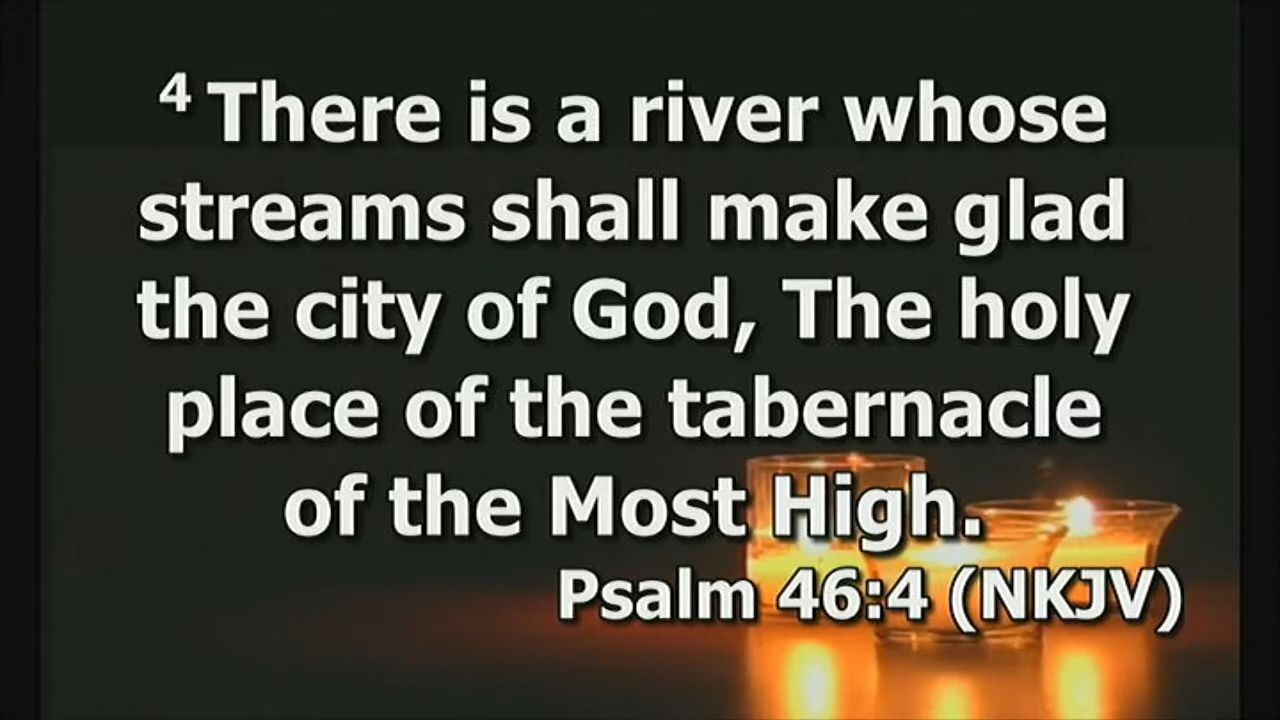 4 There is a river whose
streams shall make glad
the city of God, The holy
place of the tabernacle
of the Most High.
Psalm 46:4 (NKJV)